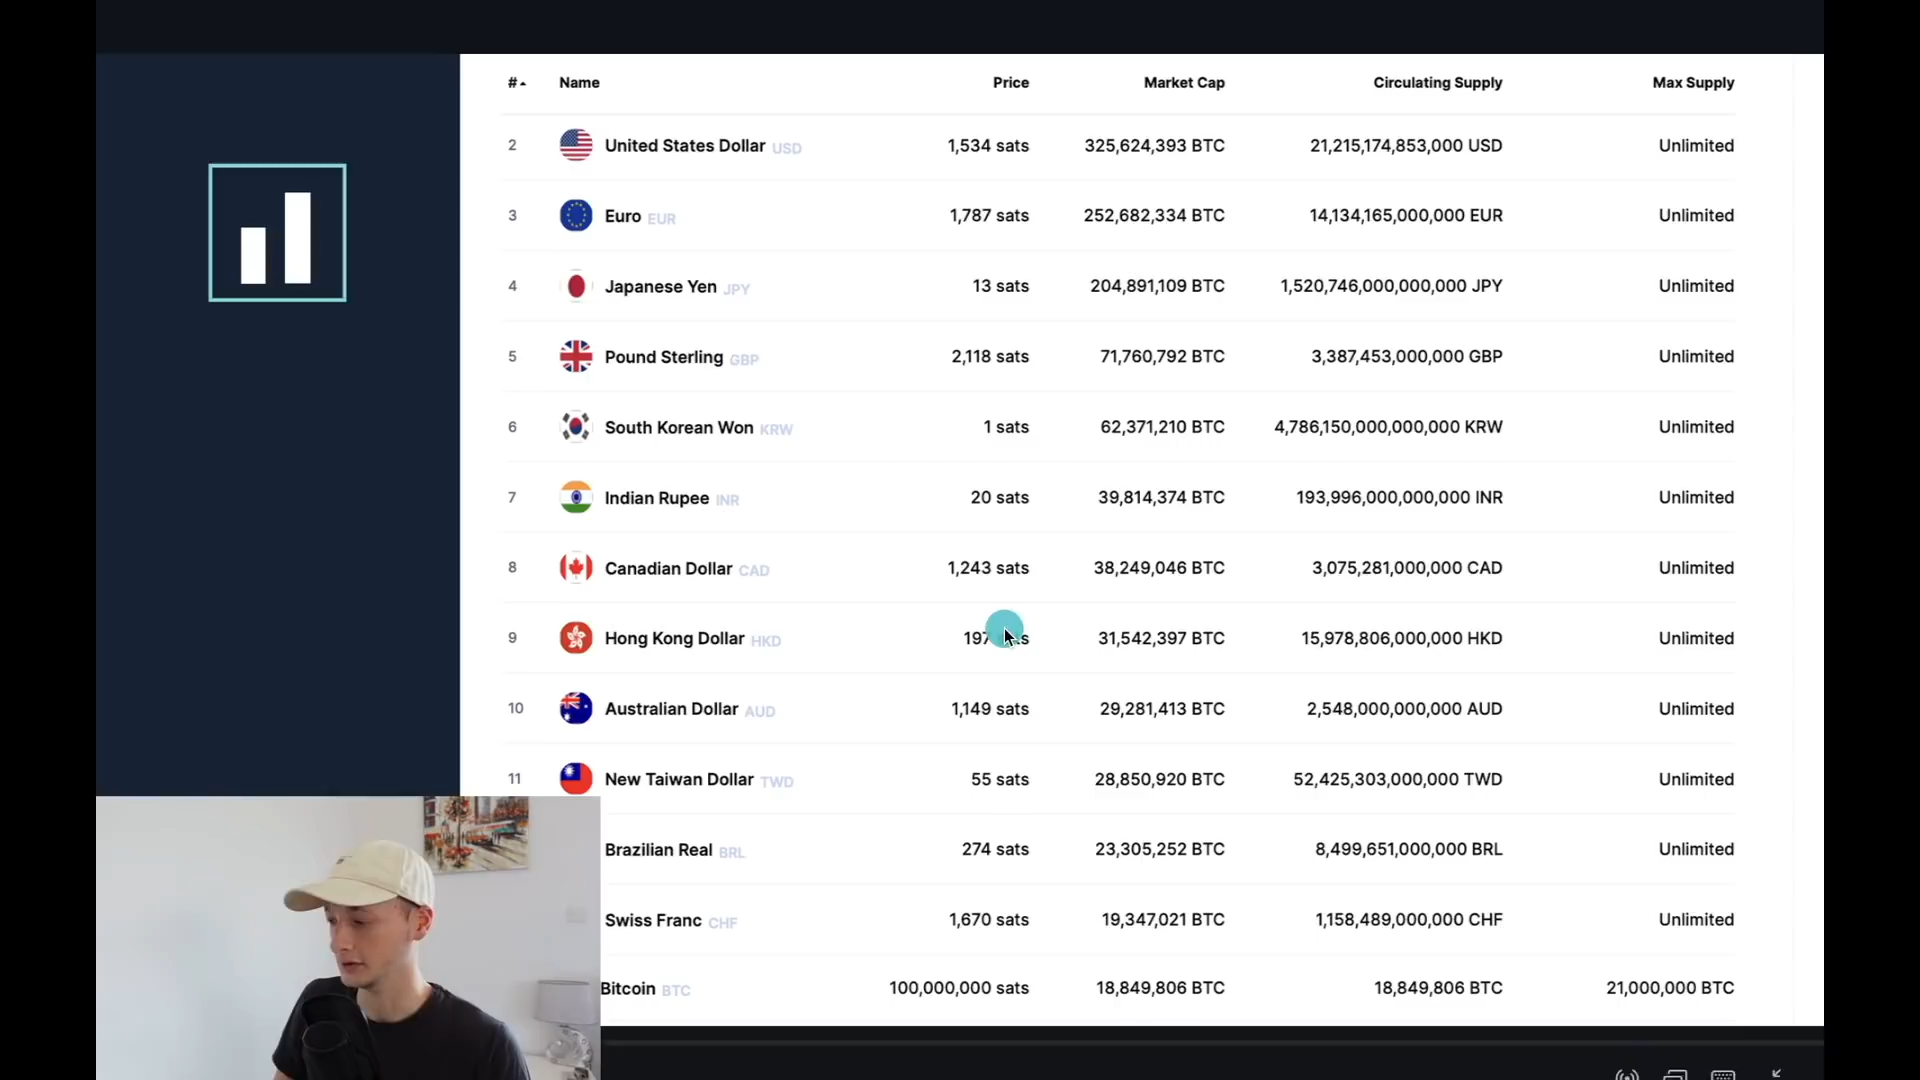 # Name Price Market Cap Circulating Supply Max Supply
2 United States Dollar USD 1,534 sats 325,624,393 BTC 21,215,174,853,000 USD Unlimited
3 Euro EUR 1,787 sats 252,682,334 BTC 14,134,165,000,000 EUR Unlimited
4 Japanese Yen JPY 13 sats 204,891,109 BTC 1,520,746,000,000,000 JPY Unlimited
5 Pound Sterling GBP 2,118 sats 71,760,792 BTC 3,387,453,000,000 GBP Unlimited
6 South Korean Won KRW 1 sats 62,371,210 BTC 4,786,150,000,000,000 KRW Unlimited
7 Indian Rupee INR 20 sats 39,814,374 BTC 193,996,000,000,000 INR Unlimited
8 Canadian Dollar CAD 1,243 sats 38,249,046 BTC 3,075,281,000,000 CAD Unlimited
9 Hong Kong Dollar HKD 197 31,542,397 BTC 15,978,806,000,000 HKD Unlimited
10 Australian Dollar AUD 1,149 sats 29,281,413 BTC 2,548,000,000,000 AUD Unlimited
11 New Taiwan Dollar TWD 55 sats 28,850,920 BTC 52,425,303,000,000 TWD Unlimited
Brazilian Real BRL 274 sats 23,305,252 BTC 8,499,651,000,000 BRL Unlimited
Swiss Franc CHF 1,670 sats 19,347,021 BTC 1,158,489,000,000 CHF Unlimited
Bitcoin BTC 100,000,000 sats 18,849,806 BTC 18,849,806 BTC 21,000,000 BTC